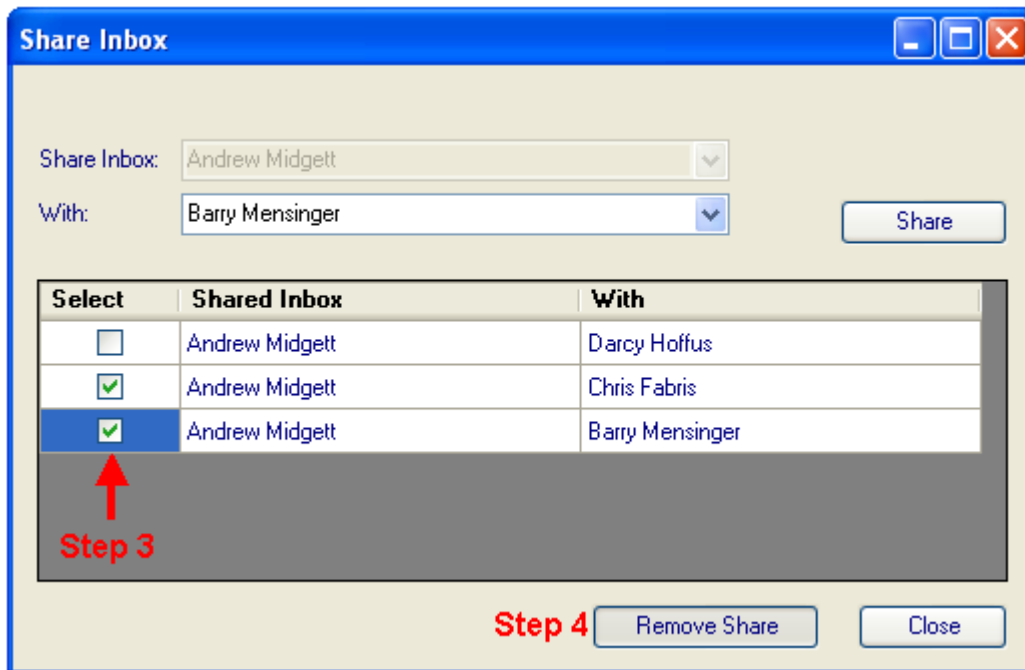 Share Inbox
Share Inbox: Andrew Midgett
With: Barry Mensinger
Share
Select Shared Inbox With
Andrew Midgett Darcy Hoffus
Andrew Midgett Chris Fabris
Andrew Midgett Barry Mensinger
Step 3
Step 4 Remove Share Close